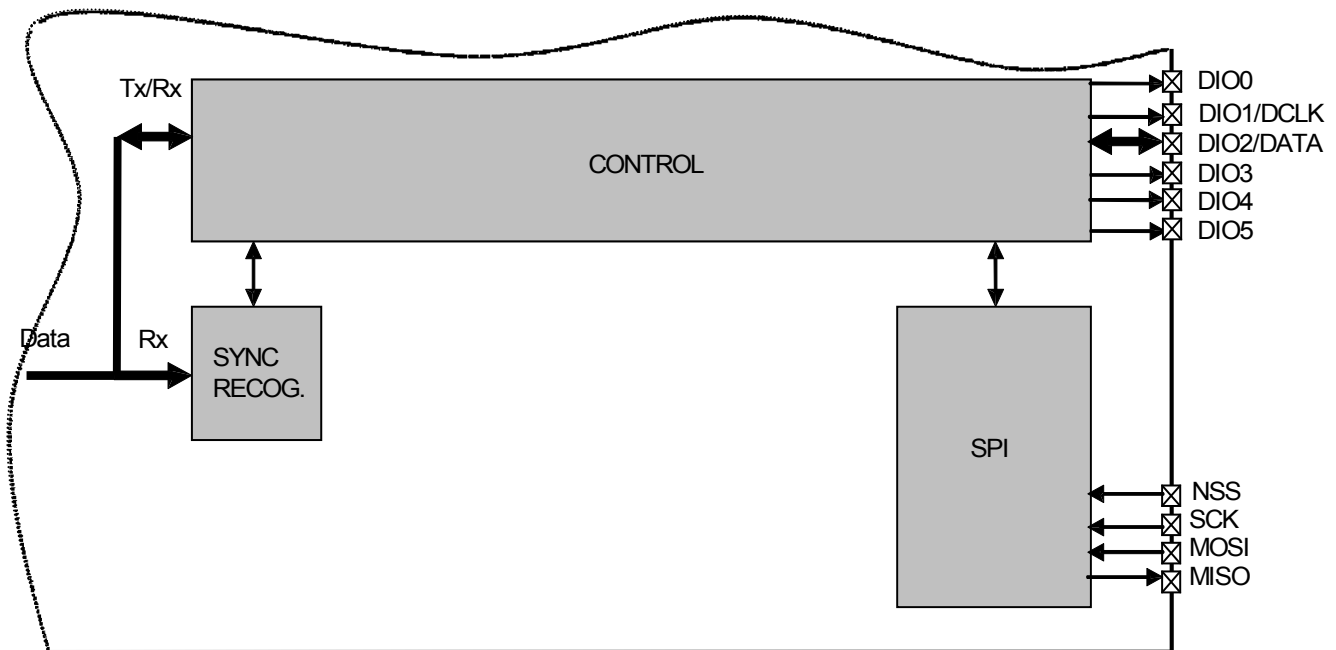 Tx/Rx
DIO0
DIO1/DCLK
DIO2/DATA
CONTROL
DIO3
DIO4
DIO5
Data
Rx
SYNC
RECOG.
SPI
NSS
SCK
MOSI
MISO